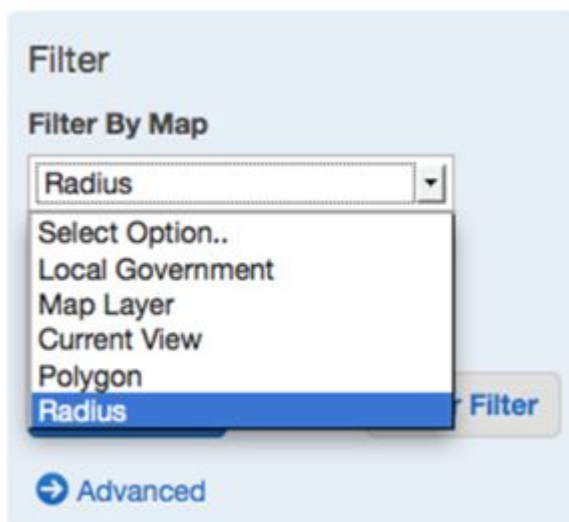 Filter
Filter By Map
Radius
Select Option..
Local Government
Map Layer
Current View
Polygon
Radius
Filter
Advanced